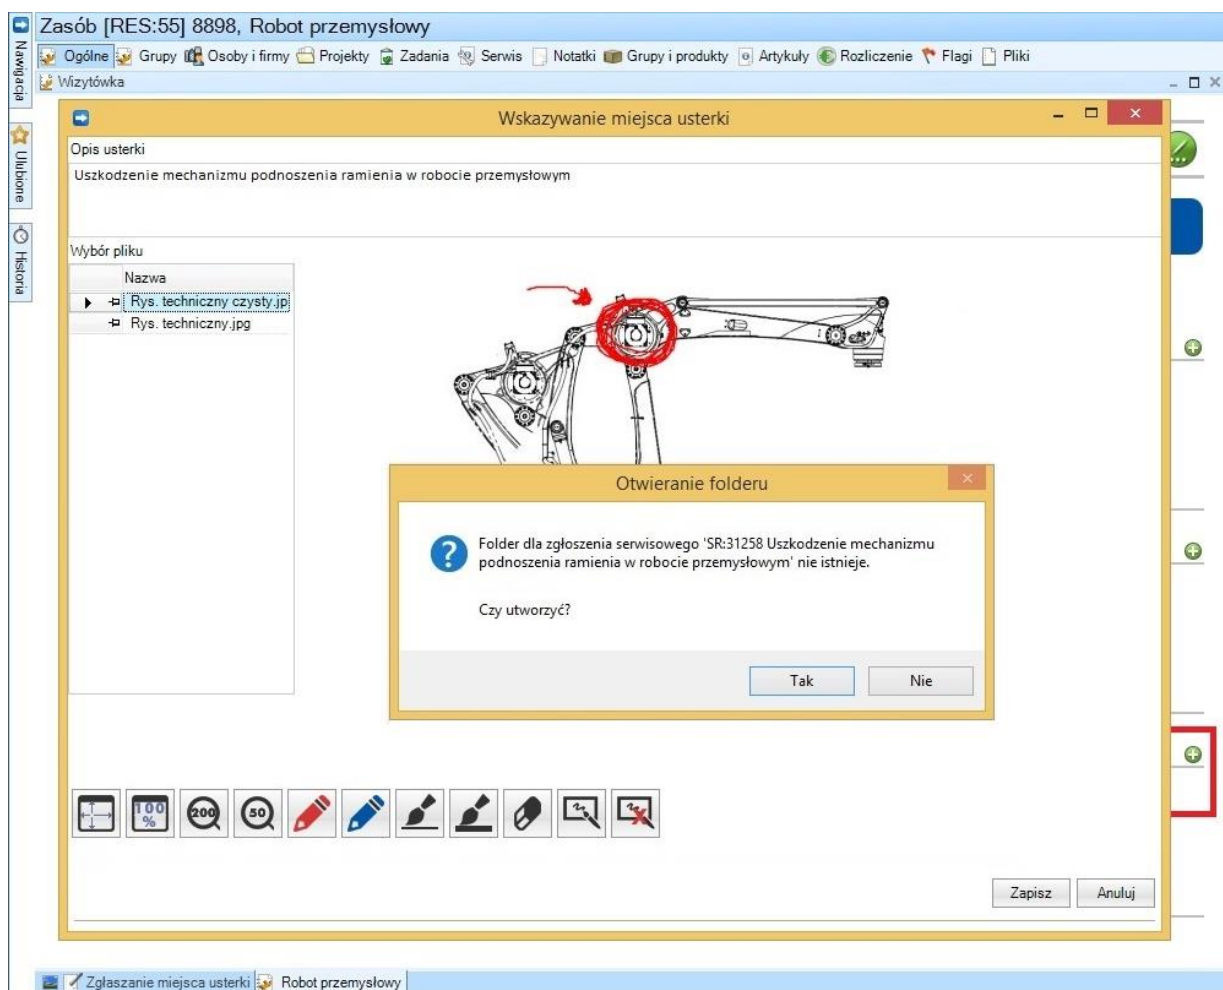 Zasób [RES:55] 8898, Robot przemysłowy
Nawigacja
Ogólne Grupy Osoby i firmy Projekty Zadania Serwis Notatki Grupy i produkty Artykuły Rozliczenie Flagi Pliki
Wizytówka
Wskazywanie miejsca usterki
Ulubione
Opis usterki
Uszkodzenie mechanizmu podnoszenia ramienia w robocie przemysłowym
Historia
Wybór pliku
Nazwa
Rys. techniczny czysty.jp
Rys. techniczny.jpg
Otwieranie folderu
Folder dla zgłoszenia serwisowego 'SR:31258 Uszkodzenie mechanizmu
podnoszenia ramienia w robocie przemysłowym' nie istnieje.
Czy utworzyć?
Tak Nie
100
%
200
50
Zapisz Anuluj
Zgłaszanie miejsca usterki Robot przemysłowy